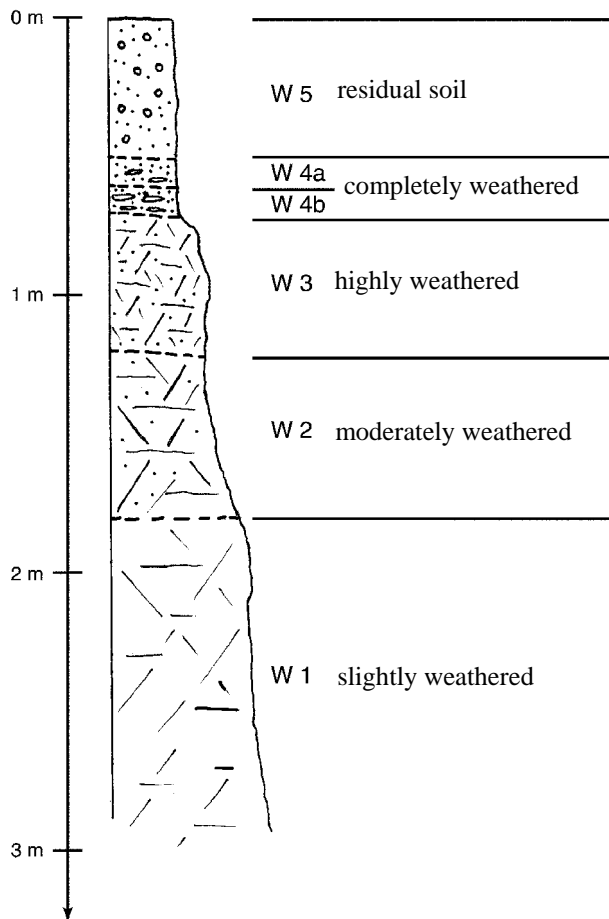 0 m
W 5 residual soil
W 4a
completely weathered
W 4b
W 3 highly weathered
1 m
W 2 moderately weathered
2 m
W 1 slightly weathered
3 m